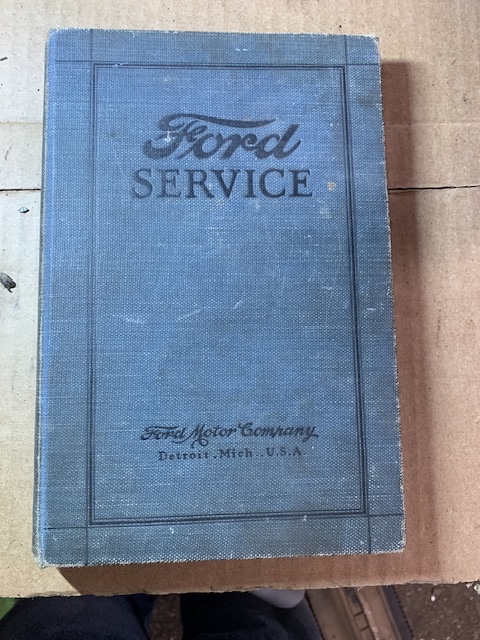 Ford
SERVICE
Ford Motor Company
Detroit, Mich., U.S.A.